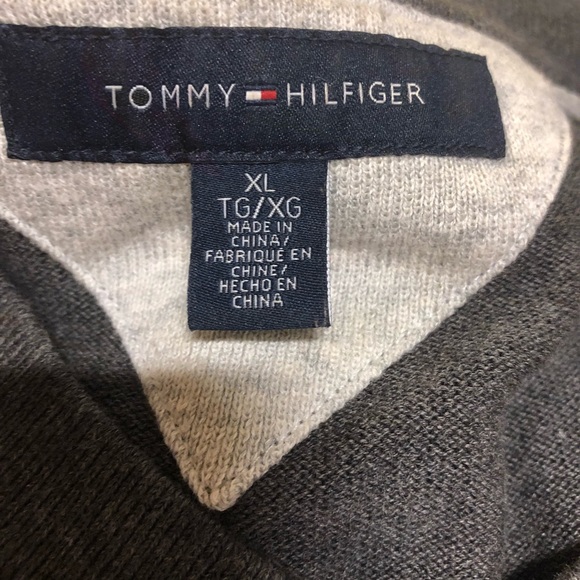 TOMMY HILFIGER
XL
TG/XG
MADE IN
CHINA/
FABRIQUÉ EN
CHINE/
HECHO EN
CHINA